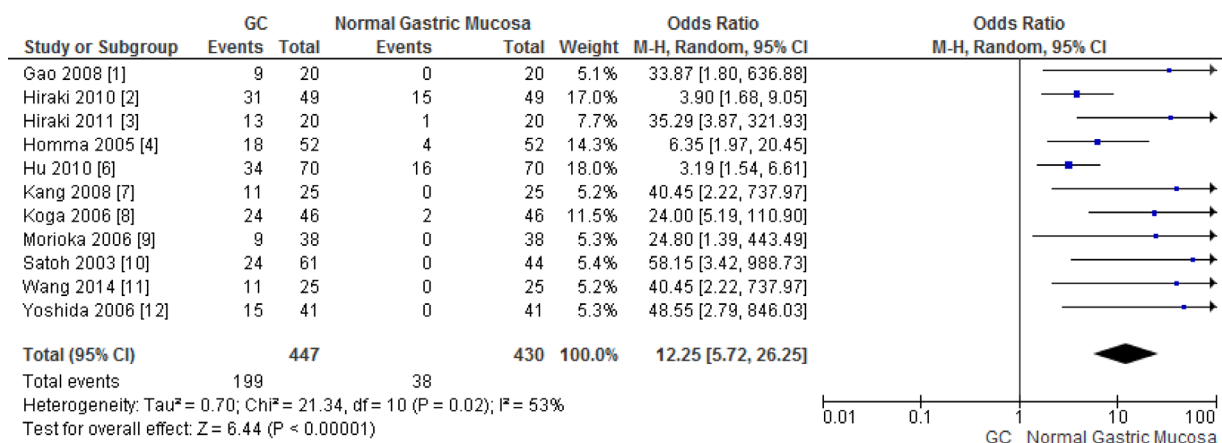 GC Normal Gastric Mucosa Odds Ratio Odds Ratio
Study or Subgroup Events Total Events Total Weight M-H, Random, 95% CI M-H, Random, 95% CI
Gao 2008 [1] 9 20 0 20 5.1% 33.87 [1.80, 636.88]
Hiraki 2010 [2] 31 49 15 49 17.0% 3.90 [1.68, 9.05]
Hiraki 2011 [3] 13 20 1 20 7.7% 35.29 [3.87, 321.93]
Homma 2005 [4] 18 52 4 52 14.3% 6.35 [1.97, 20.45]
Hu 2010 [6] 34 70 16 70 18.0% 3.19 [1.54, 6.61]
Kang 2008 [7] 11 25 0 25 5.2% 40.45 [2.22, 737.97]
Koga 2006 [8] 24 46 2 46 11.5% 24.00 [5.19, 110.90]
Morioka 2006 [9] 9 38 0 38 5.3% 24.80 [1.39, 443.49]
Satoh 2003 [10] 24 61 0 44 5.4% 58.15 [3.42, 988.73]
Wang 2014 [11] 11 25 0 25 5.2% 40.45 [2.22, 737.97]
Yoshida 2006 [12] 15 41 0 41 5.3% 48.55 [2.79, 846.03]
Total (95% CI) 447 430 100.0% 12.25 [5.72, 26.25]
Total events 199 38
Heterogeneity: Tau² = 0.70; Chi² = 21.34, df = 10 (P = 0.02); I² = 53%
Test for overall effect: Z = 6.44 (P < 0.00001)
0.01 0.1 1 10 100
GC Normal Gastric Mucosa